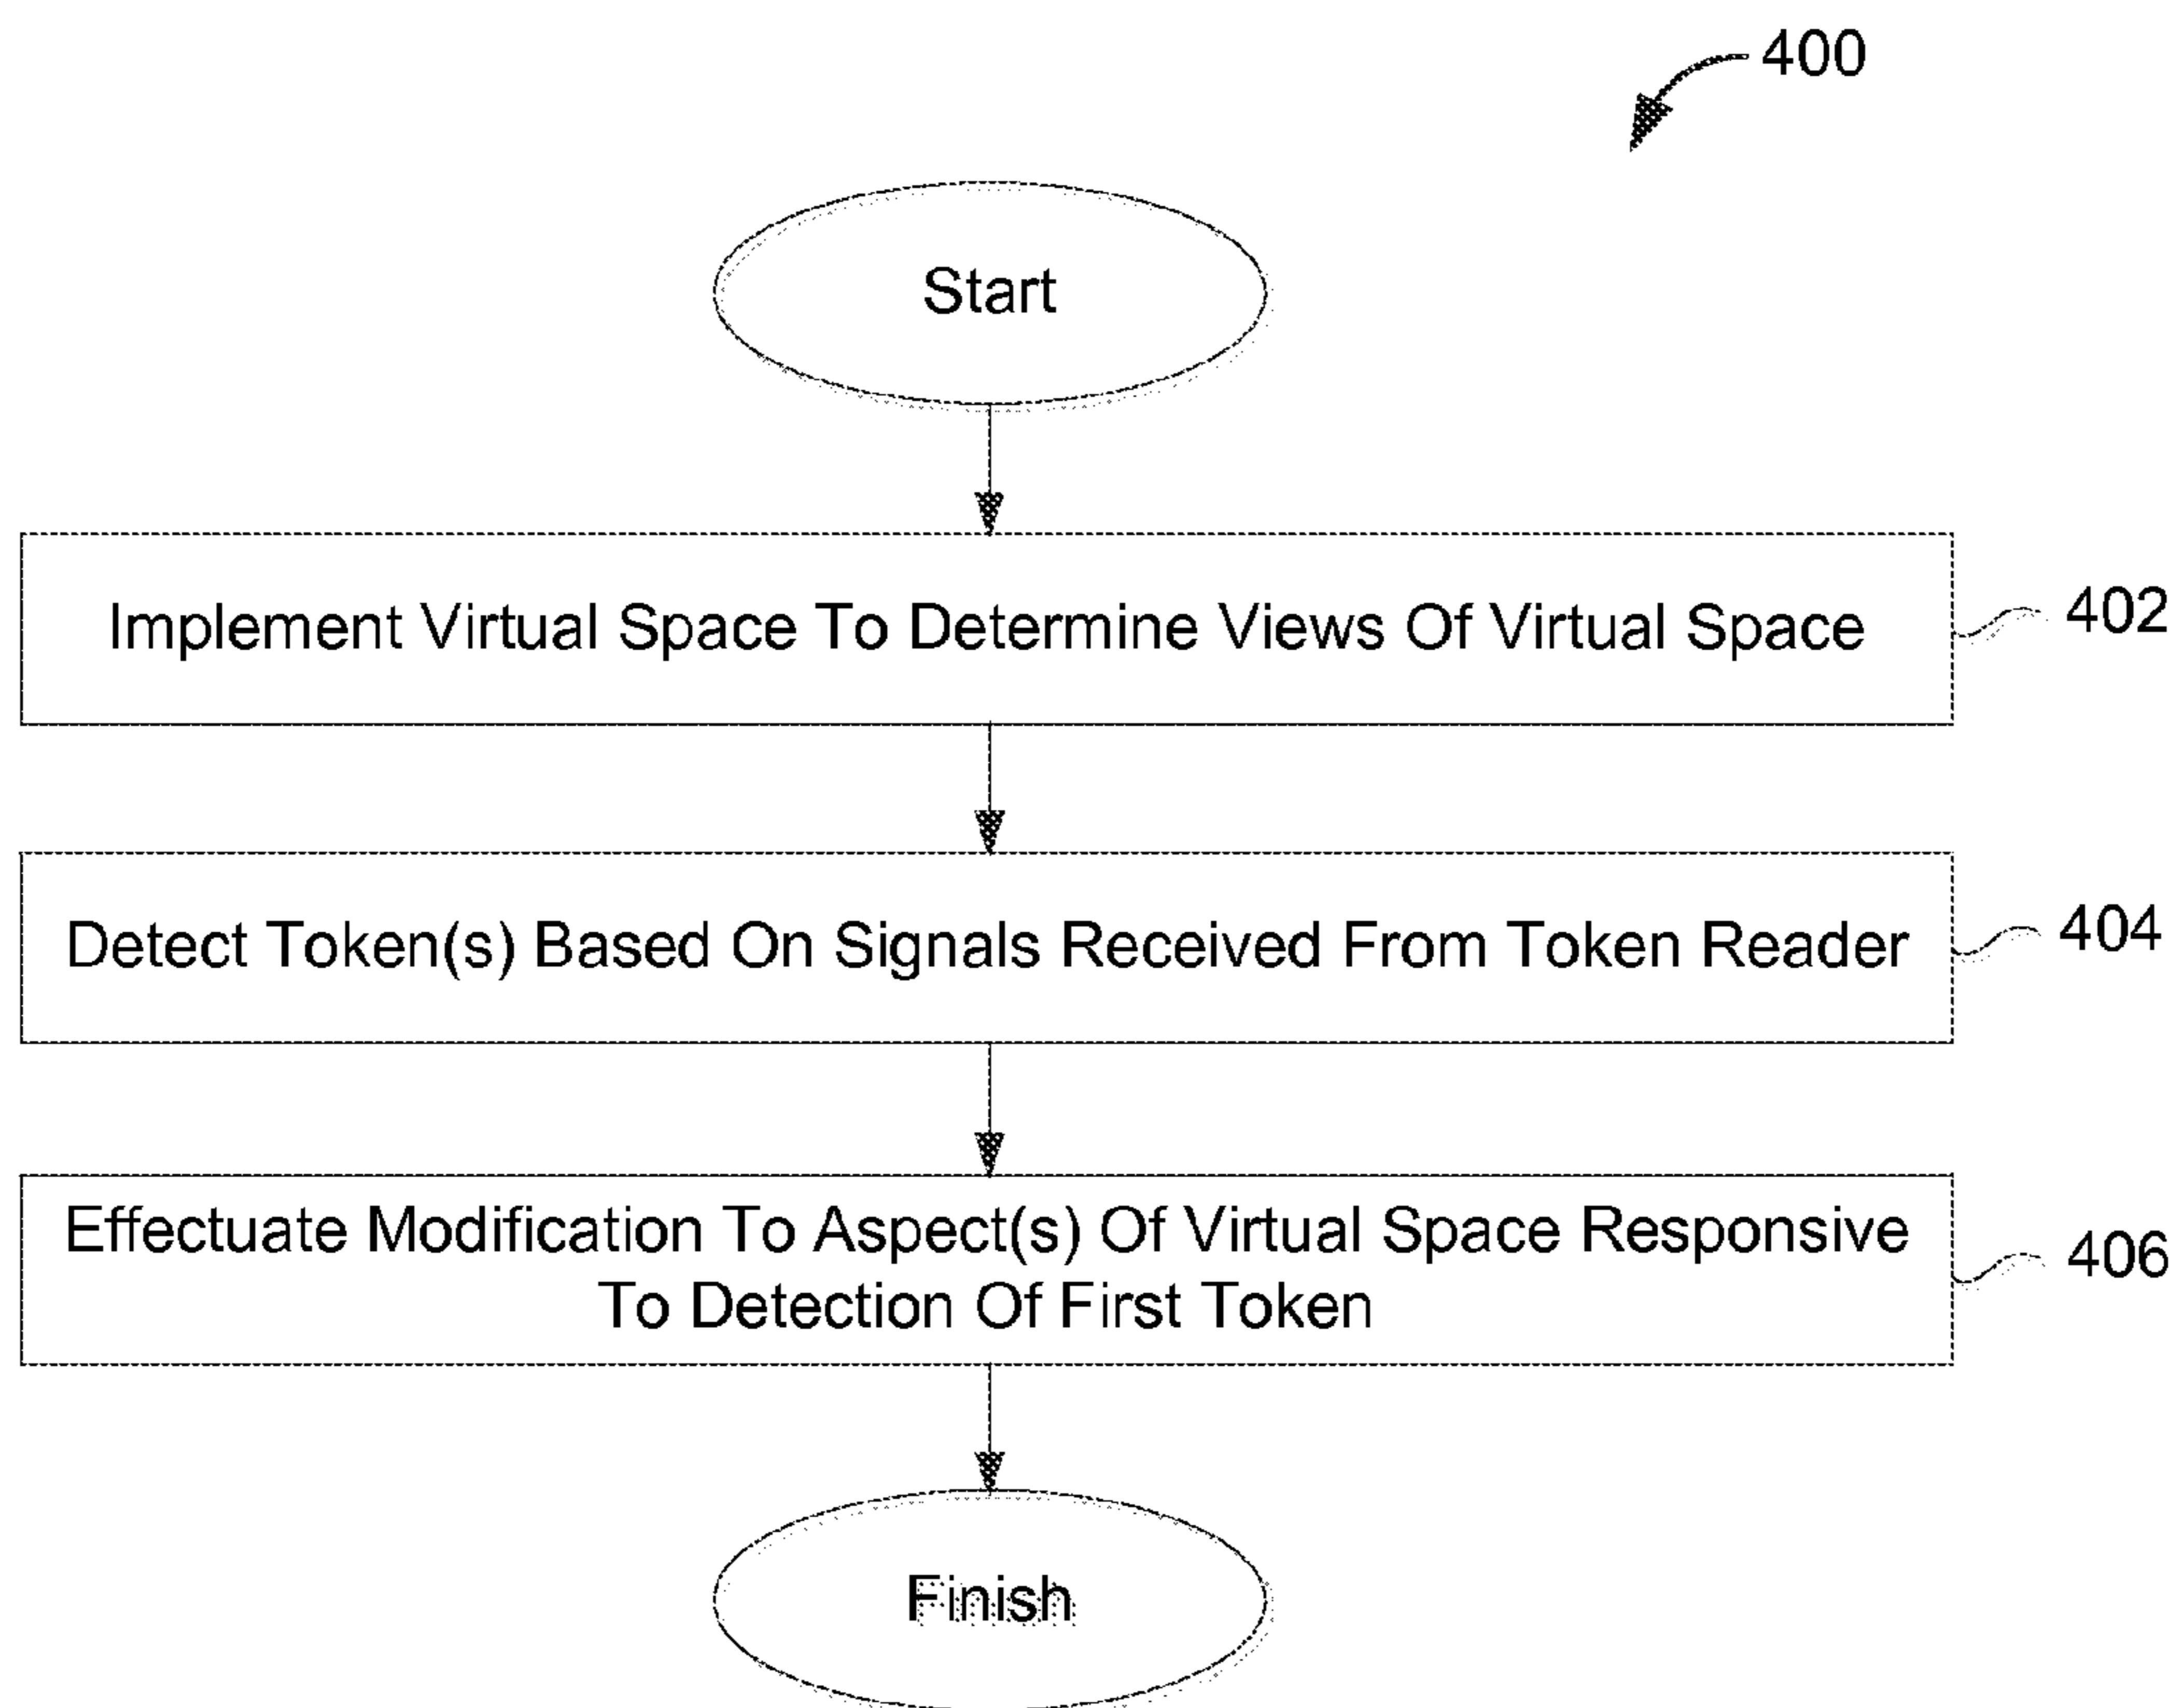 400
Start
Implement Virtual Space To Determine Views Of Virtual Space
402
Detect Token(s) Based On Signals Received From Token Reader
404
Effectuate Modification To Aspect(s) Of Virtual Space Responsive
To Detection Of First Token
406
Finish